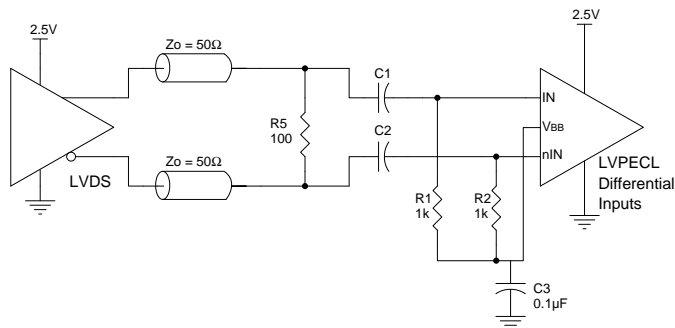 2.5V
2.5V
Zo = 50Ω
C1
IN
R5
100
VBB
C2
Zo = 50Ω
nIN
LVDS
LVPECL
Differential
Inputs
R1
1k
R2
1k
C3
0.1µF